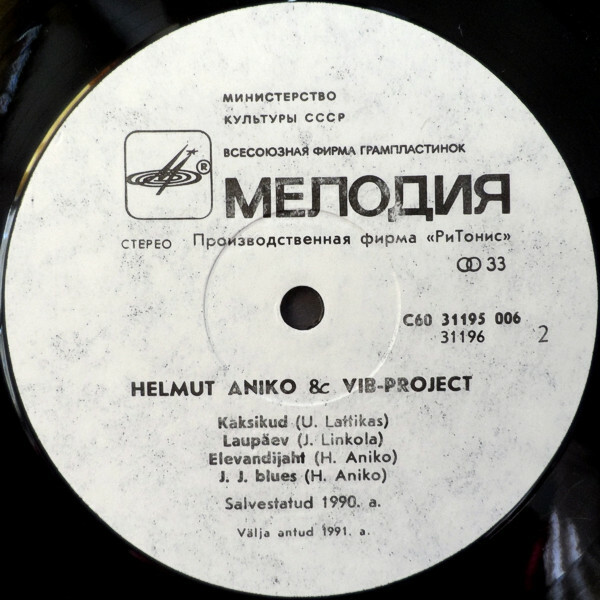 МИНИСТЕРСТВО
КУЛЬТУРЫ СССР
ВСЕСОЮЗНАЯ ФИРМА ГРАМПЛАСТИНОК
®
МЕЛОДИЯ
СТЕРЕО Производственная фирма «РиТонис»
33
С60 31195 006
31196 2
HELMUT ANIKO & VIB-PROJECT
Kaksikud (U. Lattikas)
Laupäev (J. Linkola)
Elevandijaht (H. Aniko)
J. J. blues (H. Aniko)
Salvestatud 1990. a.
Välja antud 1991. a.